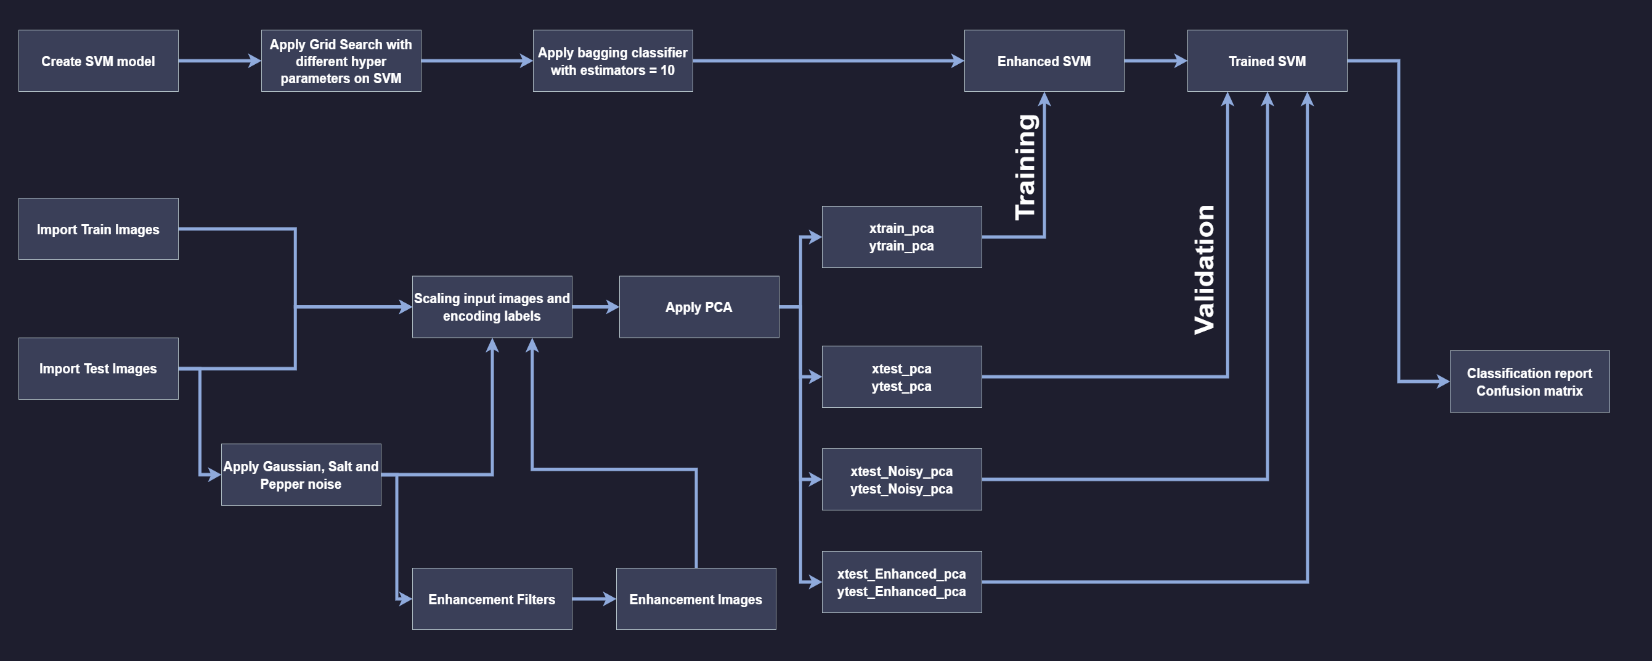 Create SVM model
Apply Grid Search with
different hyper
parameters on SVM
Apply bagging classifier
with estimators = 10
Enhanced SVM
Trained SVM
Training
Import Train Images
Validation
xtrain_pca
ytrain_pca
Scaling input images and
encoding labels
Apply PCA
Import Test Images
xtest_pca
ytest_pca
Classification report
Confusion matrix
Apply Gaussian, Salt and
Pepper noise
xtest_Noisy_pca
ytest_Noisy_pca
Enhancement Filters
Enhancement Images
xtest_Enhanced_pca
ytest_Enhanced_pca